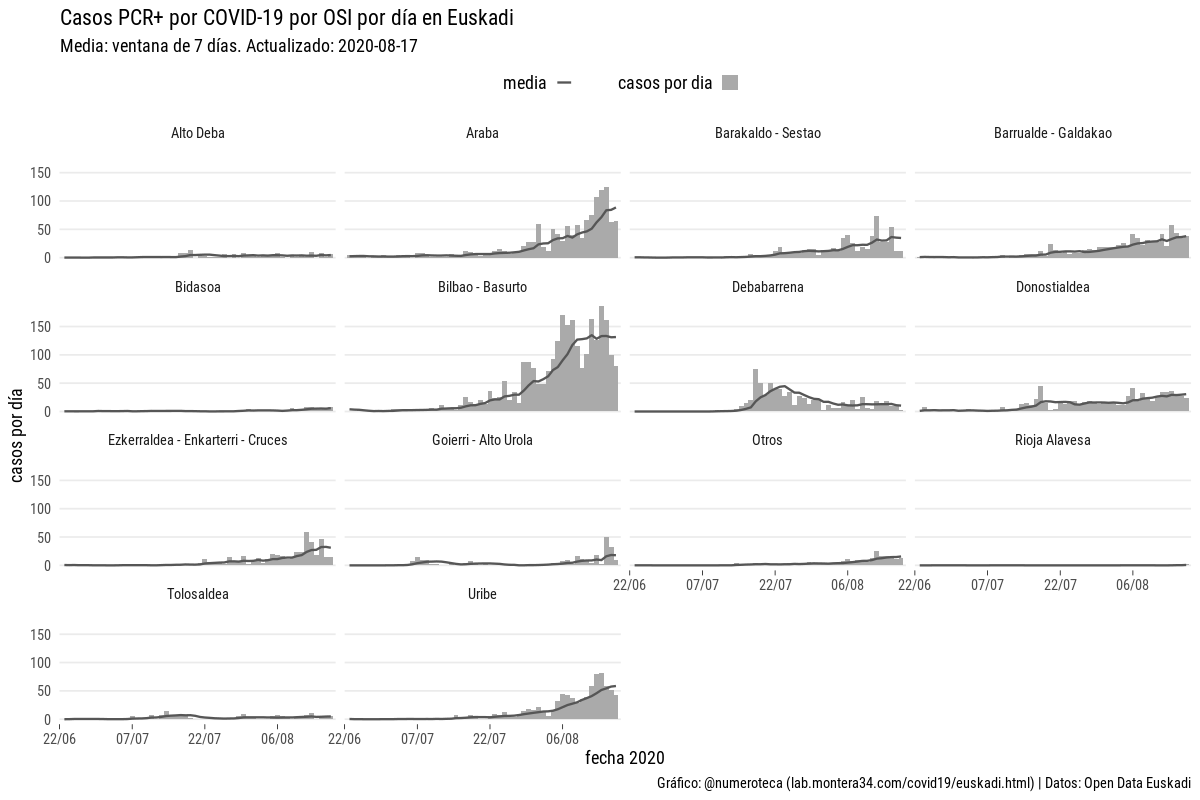 Casos PCR+ por COVID-19 por OSI por día en Euskadi
Media: ventana de 7 días. Actualizado: 2020-08-17
media casos por dia
Alto Deba Araba Barakaldo - Sestao Barrualde - Galdakao
150
100
50
0
Bidasoa Bilbao - Basurto Debabarrena Donostialdea
150
100
50
0
casos por día
Ezkerraldea - Enkarterri - Cruces Goierri - Alto Urola Otros Rioja Alavesa
150
100
50
0
22/06 07/07 22/07 06/08 22/06 07/07 22/07 06/08
Tolosaldea Uribe
150
100
50
0
22/06 07/07 22/07 06/08 22/06 07/07 22/07 06/08
fecha 2020
Gráfico: @numeroteca (lab.montera34.com/covid19/euskadi.html) | Datos: Open Data Euskadi